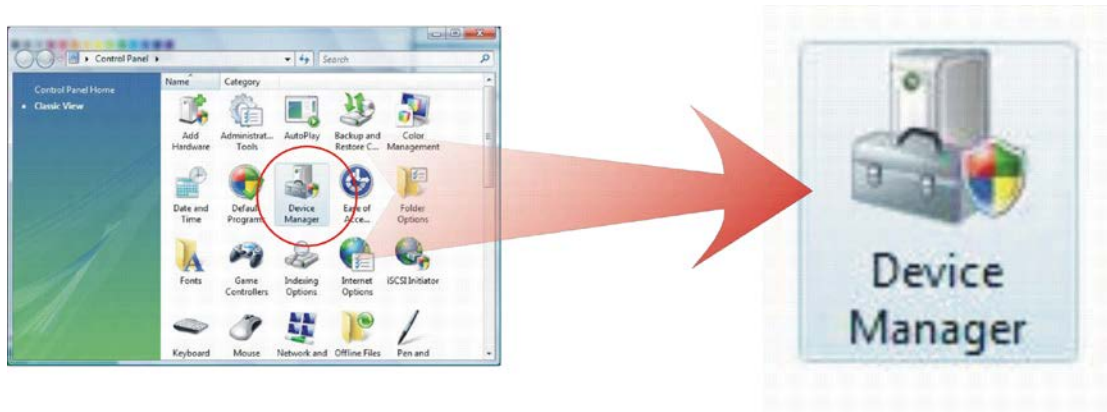 Control Panel
Search
Control Panel Home
Classic View
Name Category
Add Hardware
Administrat... Tools
AutoPlay
Backup and Restore C...
Color Management
Date and Time
Default Programs
Device Manager
Ease of Acce...
Folder Options
Fonts
Game Controllers
Indexing Options
Internet Options
iSCSI Initiator
Keyboard
Mouse
Network and
Offline Files
Pen and
Device
Manager